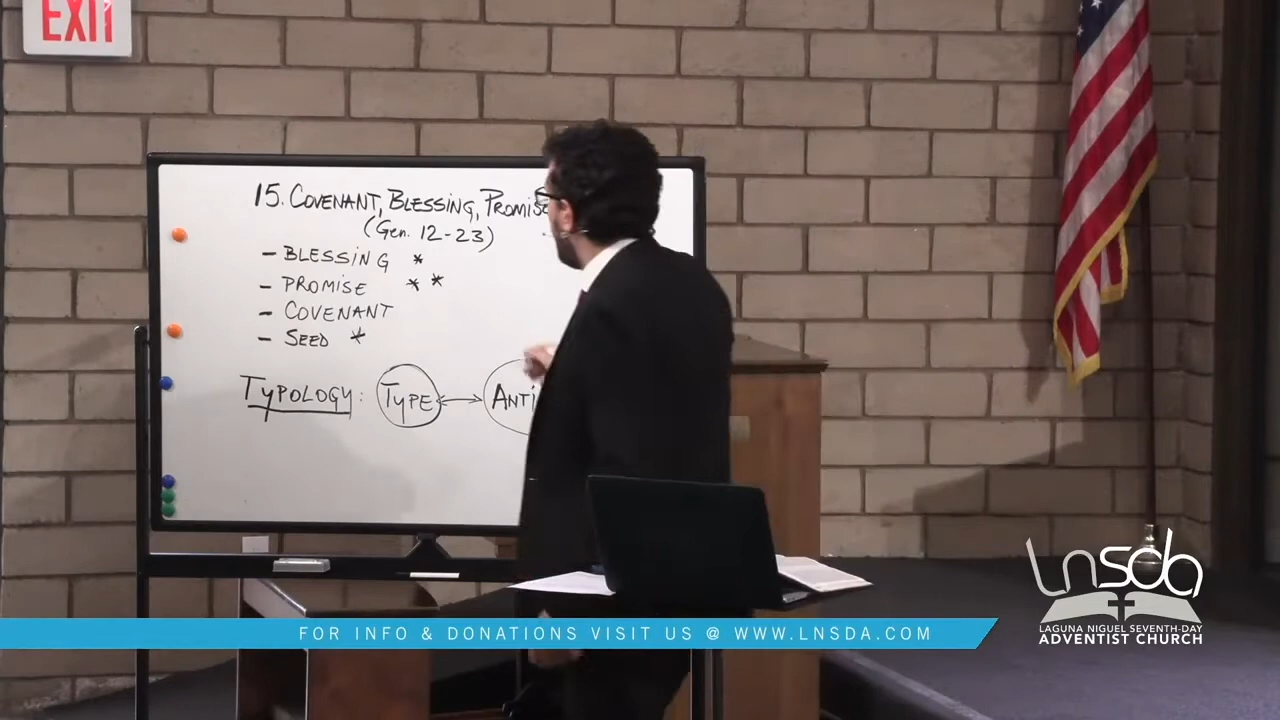 EXIT
15. COVENANT, BLESSING, PROMISE
(Gen. 12-23)
- BLESSING *
- PROMISE * *
- COVENANT
- SEED *
TYPOLOGY: TYPE ↔ ANTI
FOR INFO & DONATIONS VISIT US @ WWW.LNSDA.COM
LNSDA
LAGUNA NIGUEL SEVENTH-DAY
ADVENTIST CHURCH